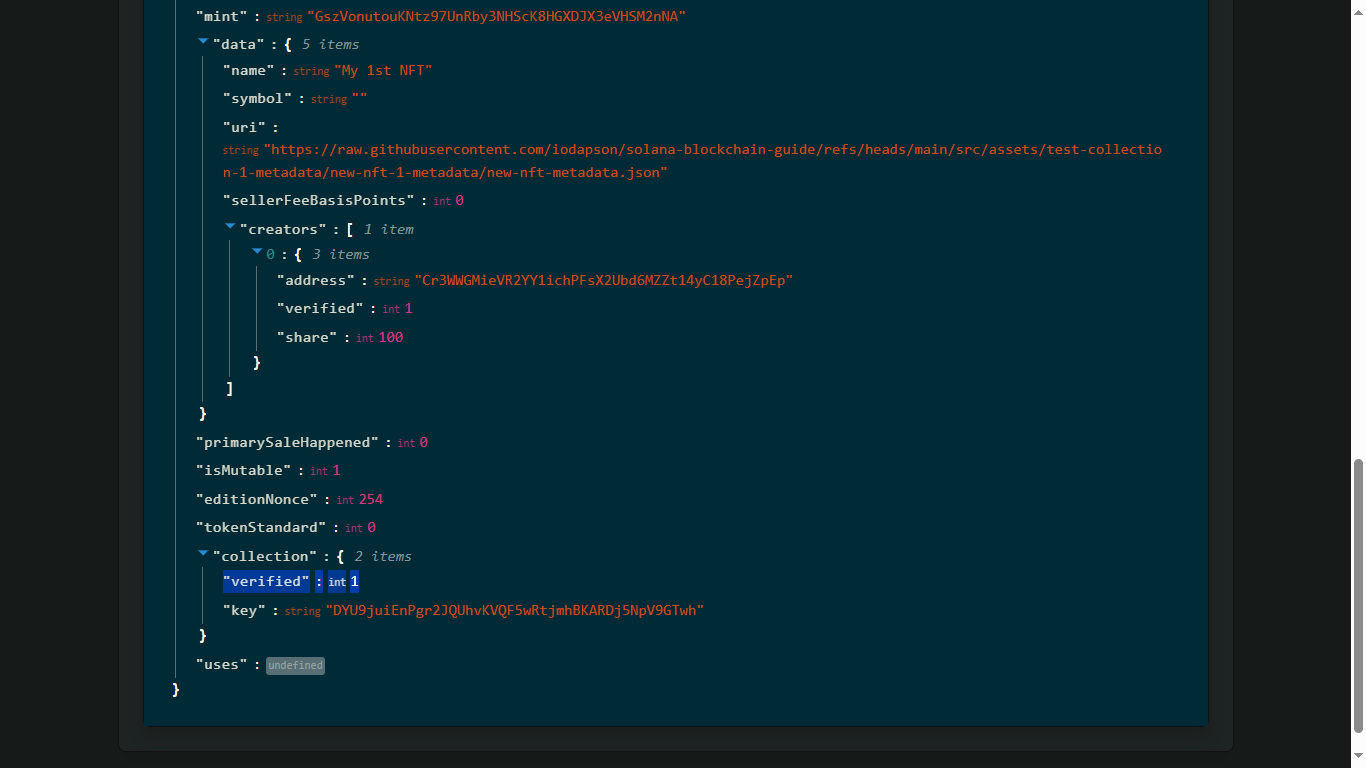 "mint" : string "GszVonutouKNtz97UnRby3NHScK8HGXDJX3eVHSM2nNA"
"data" : { 5 items
"name" : string "My 1st NFT"
"symbol" : string ""
"uri" :
string "https://raw.githubusercontent.com/iodapson/solana-blockchain-guide/refs/heads/main/src/assets/test-collectio
n-1-metadata/new-nft-1-metadata/new-nft-metadata.json"
"sellerFeeBasisPoints" : int 0
"creators" : [ 1 item
0 : { 3 items
"address" : string "Cr3WWGMieVR2YY1ichPFsX2Ubd6MZZt14yC18PejZpEp"
"verified" : int 1
"share" : int 100
}
]
}
"primarySaleHappened" : int 0
"isMutable" : int 1
"editionNonce" : int 254
"tokenStandard" : int 0
"collection" : { 2 items
"verified" : int 1
"key" : string "DYU9juiEnPgr2JQUhvKVQF5wRtjmhBKARDj5NpV9GTwh"
}
"uses" : undefined
}